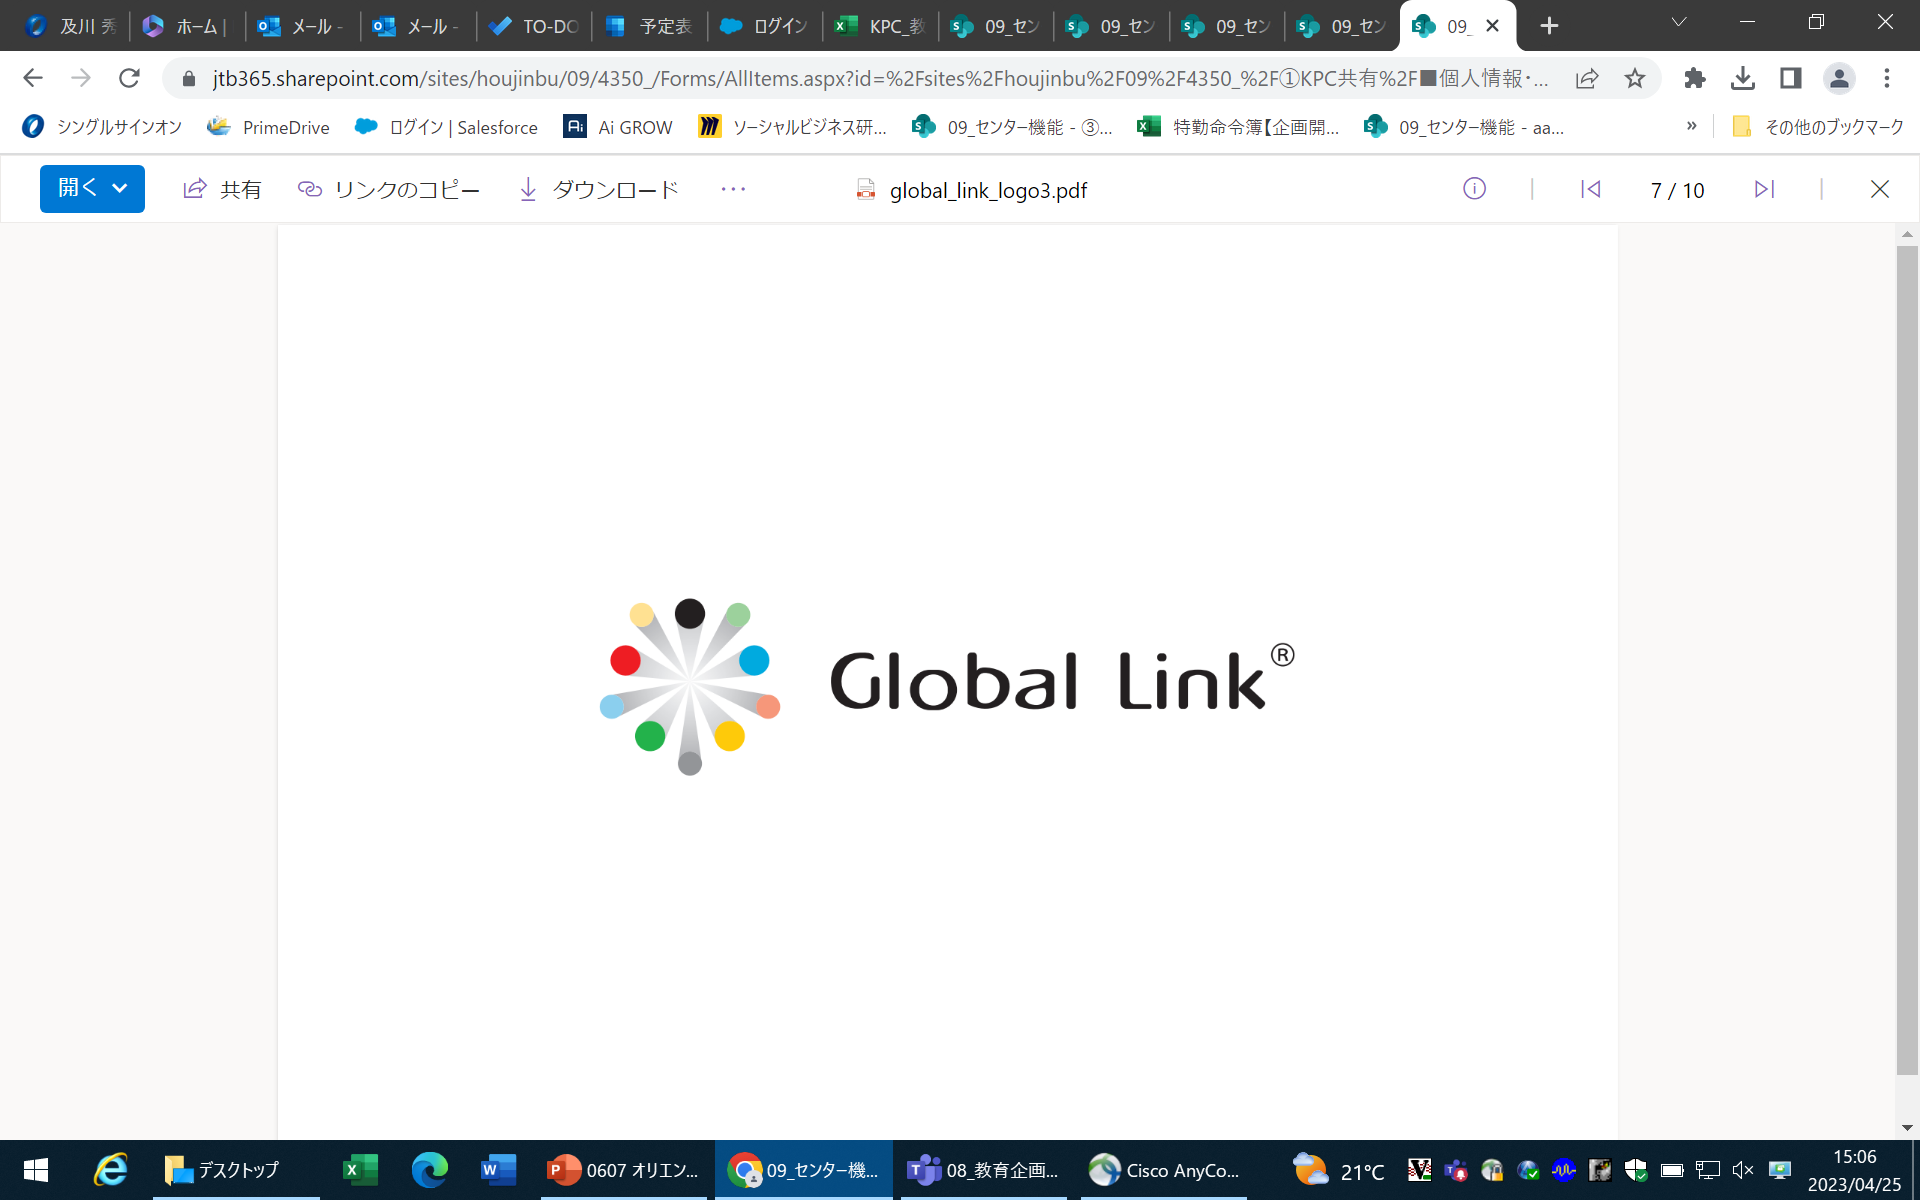 及川 秀
ホーム |
メール -
メール -
TO-DO
予定表
ログイン
KPC_教
09_セン
09_セン
09_セン
09_セン
09_
jtb365.sharepoint.com/sites/houjinbu/09/4350_/Forms/AllItems.aspx?id=%2Fsites%2Fhoujinbu%2F09%2F4350_%2F①KPC共有%2F■個人情報・...
シングルサインオン
PrimeDrive
ログイン | Salesforce
Ai GROW
ソーシャルビジネス研...
09_センター機能 - ③...
特勤命令簿【企画開...
09_センター機能 - aa...
»
その他のブックマーク
開く
共有
リンクのコピー
ダウンロード
...
global_link_logo3.pdf
7 / 10
Global Link®
デスクトップ
0607 オリエン...
09_センター機...
08_教育企画...
Cisco AnyCo...
21°C
15:06
2023/04/25